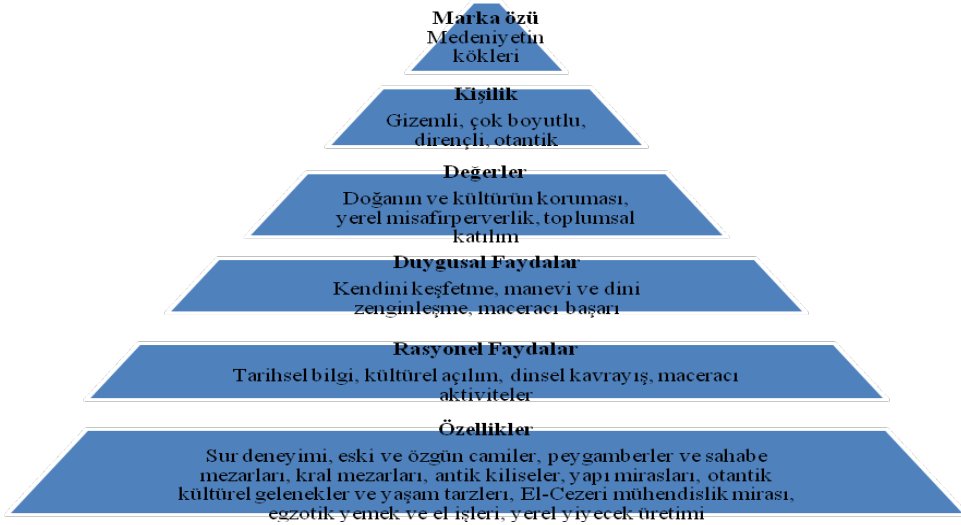 Marka özü
Medeniyetin
kökleri
Kişilik
Gizemli, çok boyutlu,
dirençli, otantik
Değerler
Doğanın ve kültürün koruması,
yerel misafirperverlik, toplumsal
katılım
Duygusal Faydalar
Kendini keşfetme, manevi ve dini
zenginleşme, maceracı başarı
Rasyonel Faydalar
Tarihsel bilgi, kültürel açılım, dinsel kavrayış, maceracı
aktiviteler
Özellikler
Sur deneyimi, eski ve özgün camiler, peygamberler ve sahabe
mezarları, kral mezarları, antik kiliseler, yapı mirasları, otantik
kültürel gelenekler ve yaşam tarzlerı, El-Cezeri mühendislik mirası,
egzotik yemek ve el işleri, yerel yiyecek üretimi